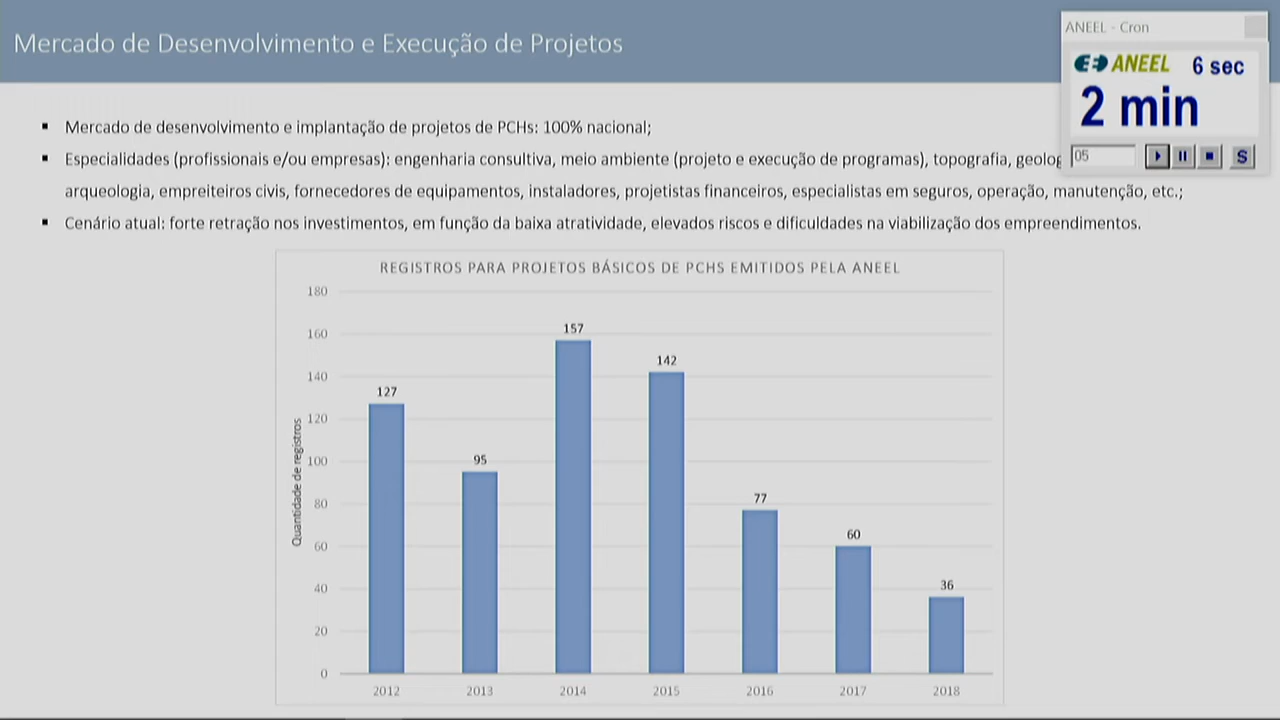 Mercado de Desenvolvimento e Execução de Projetos
ANEEL - Cron
ANEEL 6 sec
2 min
05
S
▪ Mercado de desenvolvimento e implantação de projetos de PCHs: 100% nacional;
▪ Especialidades (profissionais e/ou empresas): engenharia consultiva, meio ambiente (projeto e execução de programas), topografia,
arqueologia, empreiteiros civis, fornecedores de equipamentos, instaladores, projetistas financeiros, especialistas em seguros, operação, manutenção, etc.;
▪ Cenário atual: forte retração nos investimentos, em função da baixa atratividade, elevados riscos e dificuldades na viabilização dos empreendimentos.
REGISTROS PARA PROJETOS BÁSICOS DE PCHS EMITIDOS PELA ANEEL
Quantidade de registros
180
160
140
120
100
80
60
40
20
0
127
95
157
142
77
60
36
2012 2013 2014 2015 2016 2017 2018